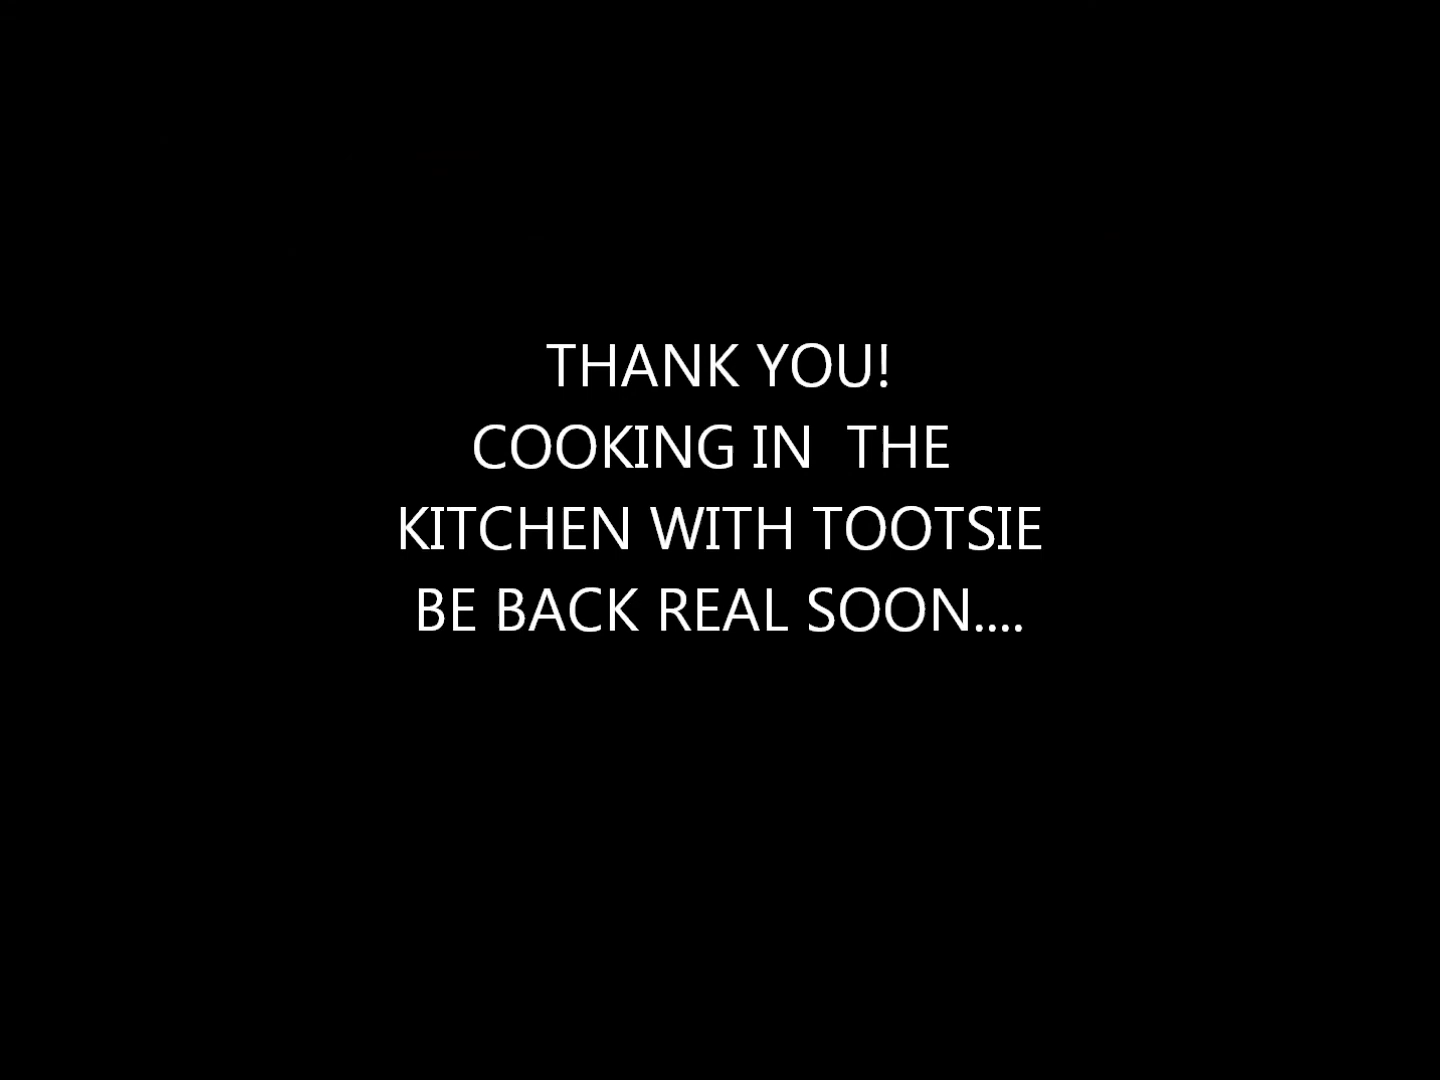 THANK YOU!
COOKING IN  THE
KITCHEN WITH TOOTSIE
BE BACK REAL SOON....